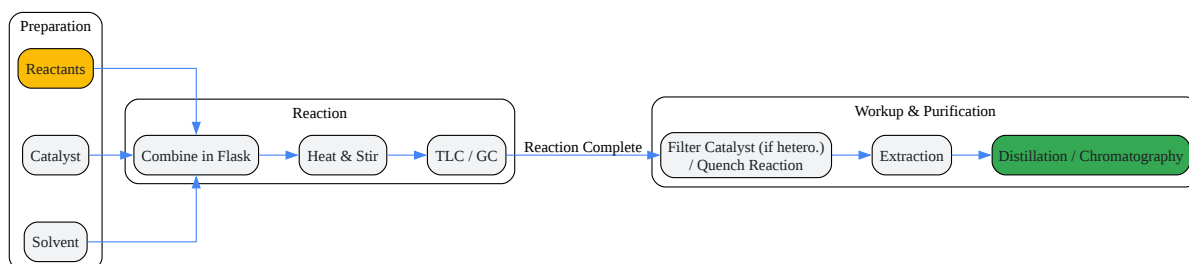 Preparation
Reactants
Catalyst
Solvent
Reaction
Combine in Flask
Heat & Stir
TLC / GC
Reaction Complete
Workup & Purification
Filter Catalyst (if hetero.)
/ Quench Reaction
Extraction
Distillation / Chromatography